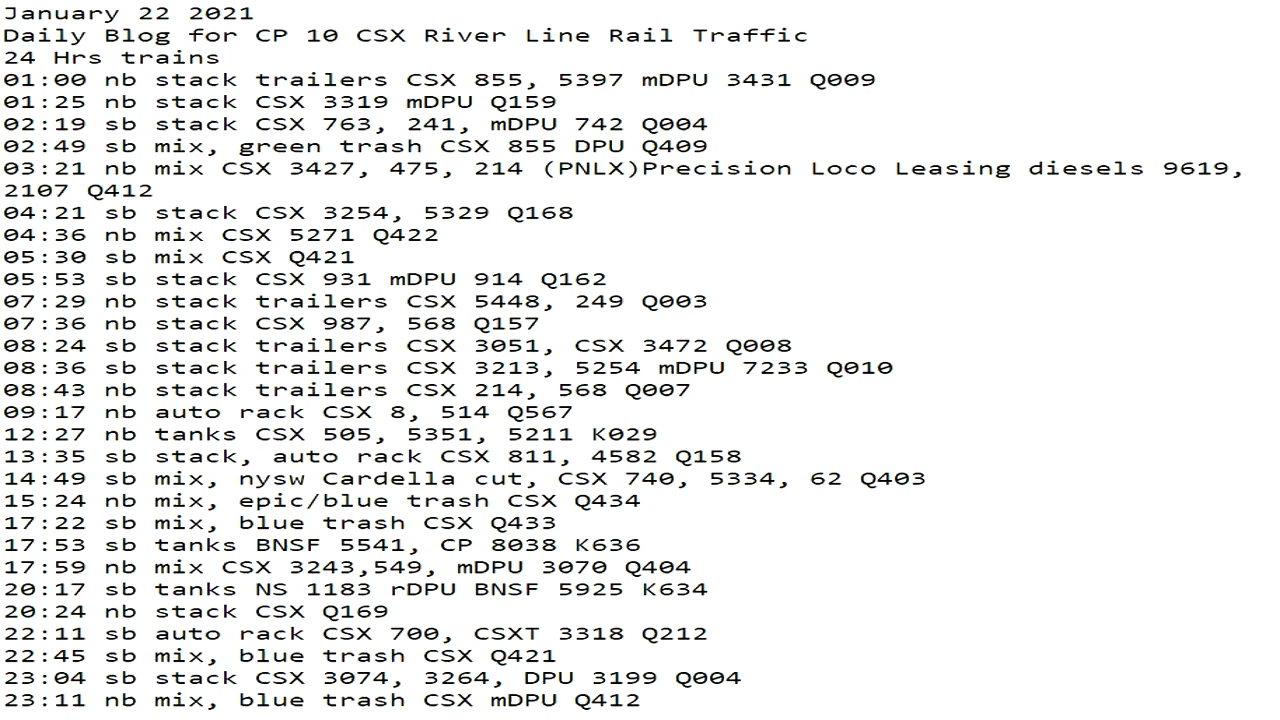 January 22 2021
Daily Blog for CP 10 CSX River Line Rail Traffic
24 Hrs trains
01:00 nb stack trailers CSX 855, 5397 mDPU 3431 Q009
01:25 nb stack CSX 3319 mDPU Q159
02:19 sb stack CSX 763, 241, mDPU 742 Q004
02:49 sb mix, green trash CSX 855 DPU Q409
03:21 nb mix CSX 3427, 475, 214 (PNLX)Precision Loco Leasing diesels 9619,
2107 Q412
04:21 sb stack CSX 3254, 5329 Q168
04:36 nb mix CSX 5271 Q422
05:30 sb mix CSX Q421
05:53 sb stack CSX 931 mDPU 914 Q162
07:29 nb stack trailers CSX 5448, 249 Q003
07:36 nb stack CSX 987, 568 Q157
08:24 sb stack trailers CSX 3051, CSX 3472 Q008
08:36 sb stack trailers CSX 3213, 5254 mDPU 7233 Q010
08:43 nb stack trailers CSX 214, 568 Q007
09:17 nb auto rack CSX 8, 514 Q567
12:27 nb tanks CSX 505, 5351, 5211 K029
13:35 sb stack, auto rack CSX 811, 4582 Q158
14:49 sb mix, nysw Cardella cut, CSX 740, 5334, 62 Q403
15:24 nb mix, epic/blue trash CSX Q434
17:22 sb mix, blue trash CSX Q433
17:53 sb tanks BNSF 5541, CP 8038 K636
17:59 nb mix CSX 3243,549, mDPU 3070 Q404
20:17 sb tanks NS 1183 rDPU BNSF 5925 K634
20:24 nb stack CSX Q169
22:11 sb auto rack CSX 700, CSXT 3318 Q212
22:45 sb mix, blue trash CSX Q421
23:04 sb stack CSX 3074, 3264, DPU 3199 Q004
23:11 nb mix, blue trash CSX mDPU Q412